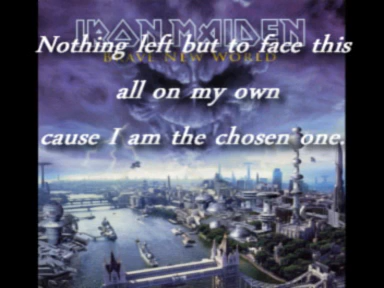 IRON MAIDEN
Nothing left but to face this
BRAVE NEW WORLD
all on my own
cause I am the chosen one.